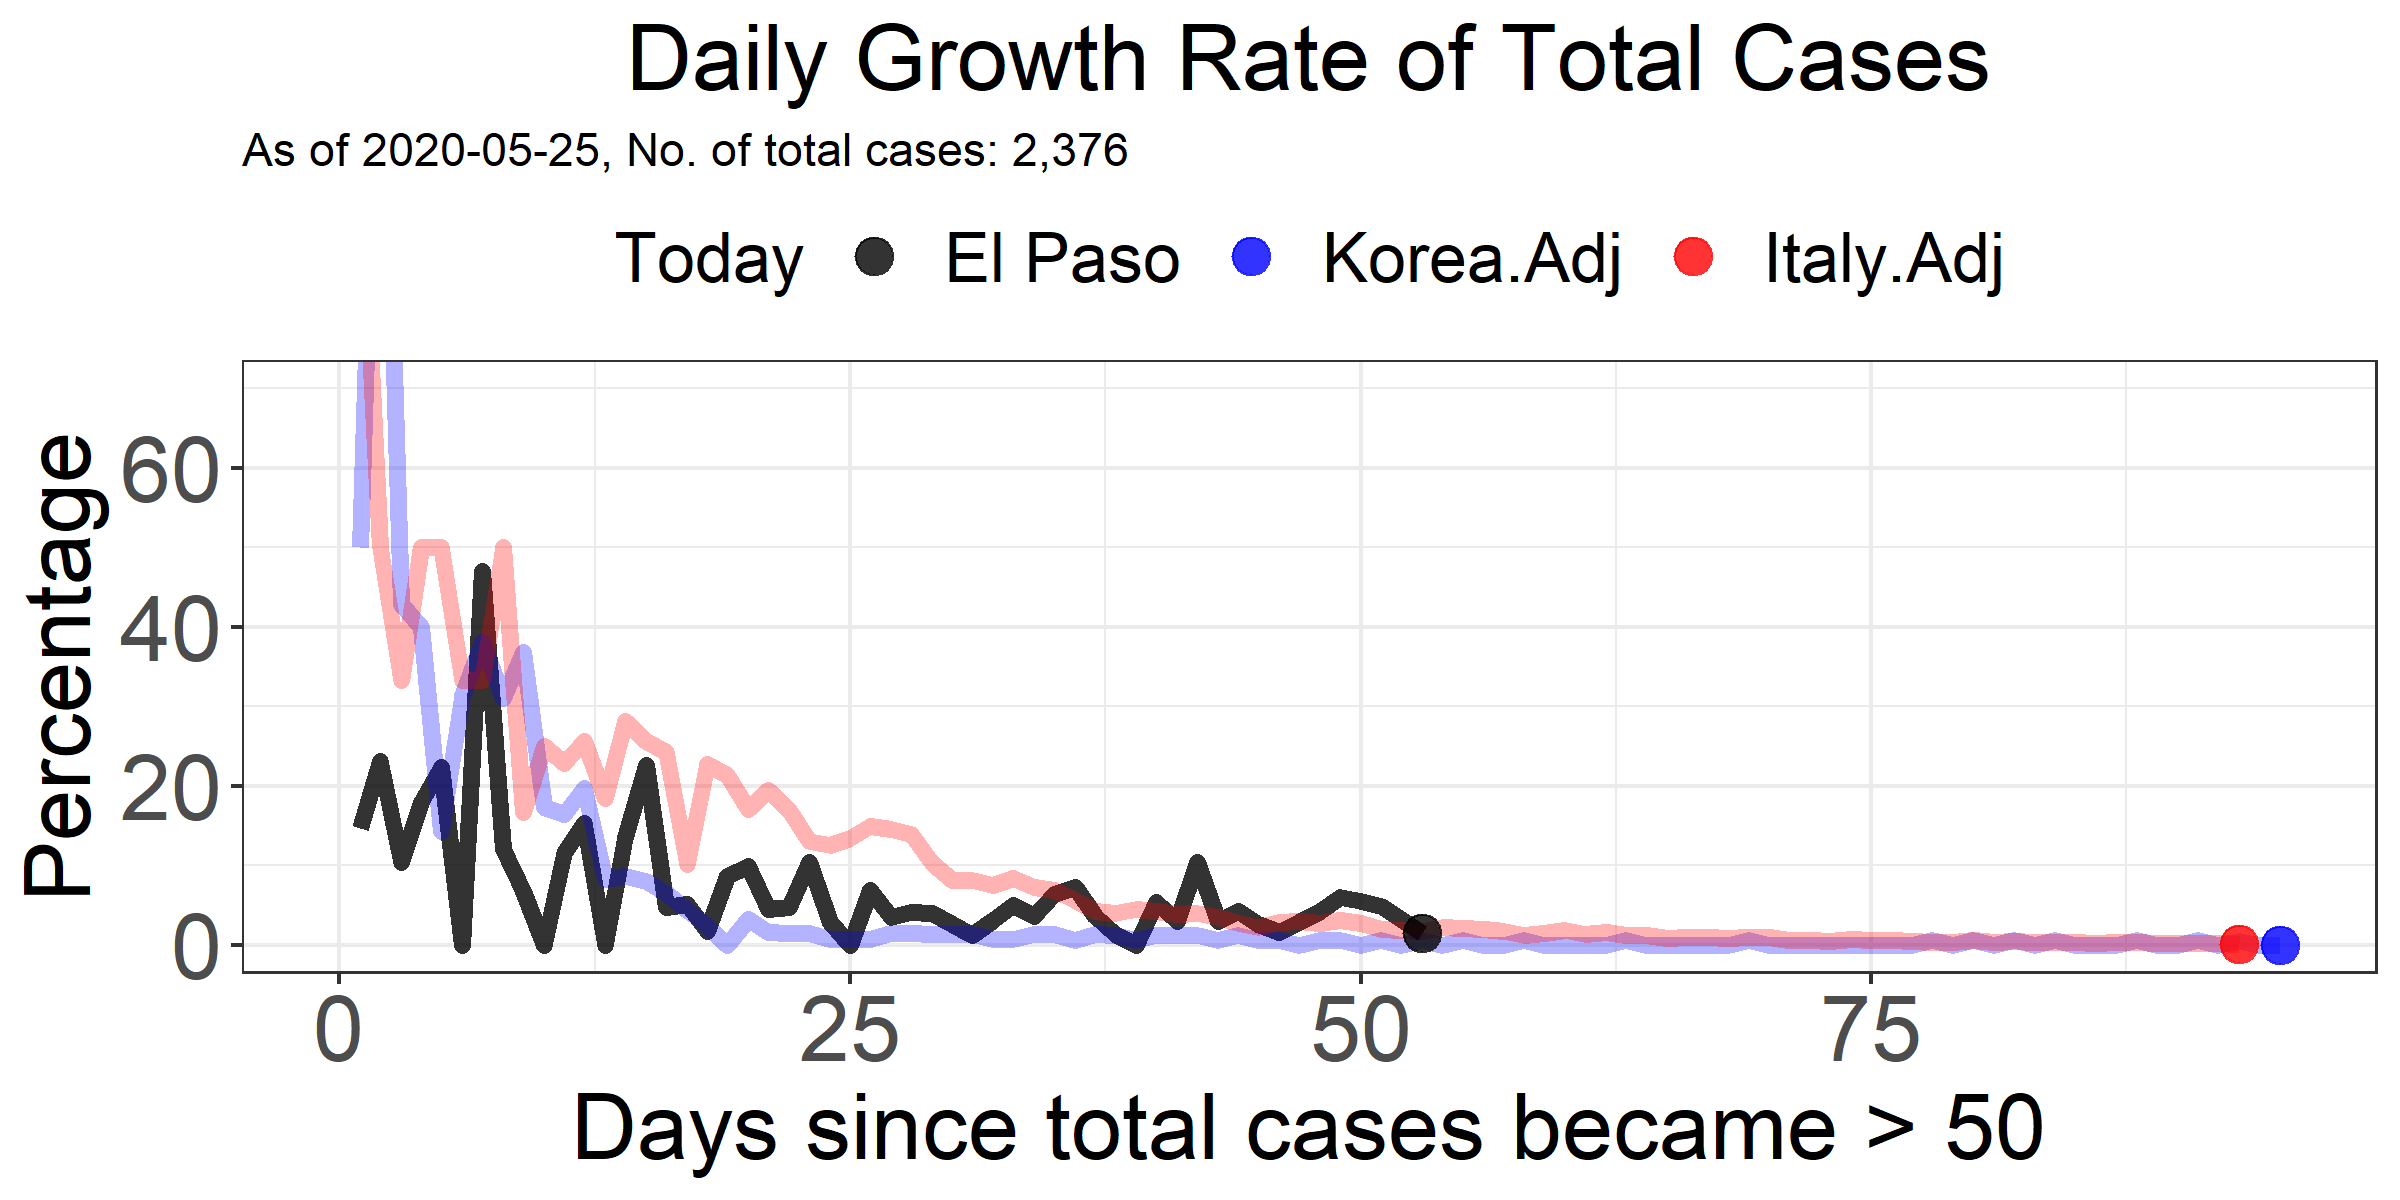 Daily Growth Rate of Total Cases
As of 2020-05-25, No. of total cases: 2,376
Today El Paso Korea.Adj Italy.Adj
Percentage
60
40
20
0
0 25 50 75
Days since total cases became > 50